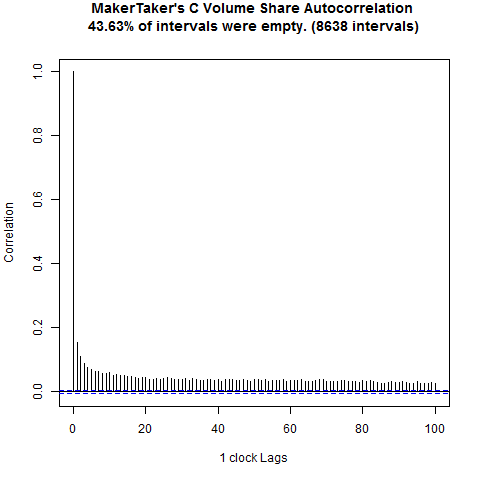 MakerTaker's C Volume Share Autocorrelation
43.63% of intervals were empty. (8638 intervals)
1.0
0.8
0.6
0.4
0.2
0.0
Correlation
0 20 40 60 80 100
1 clock Lags